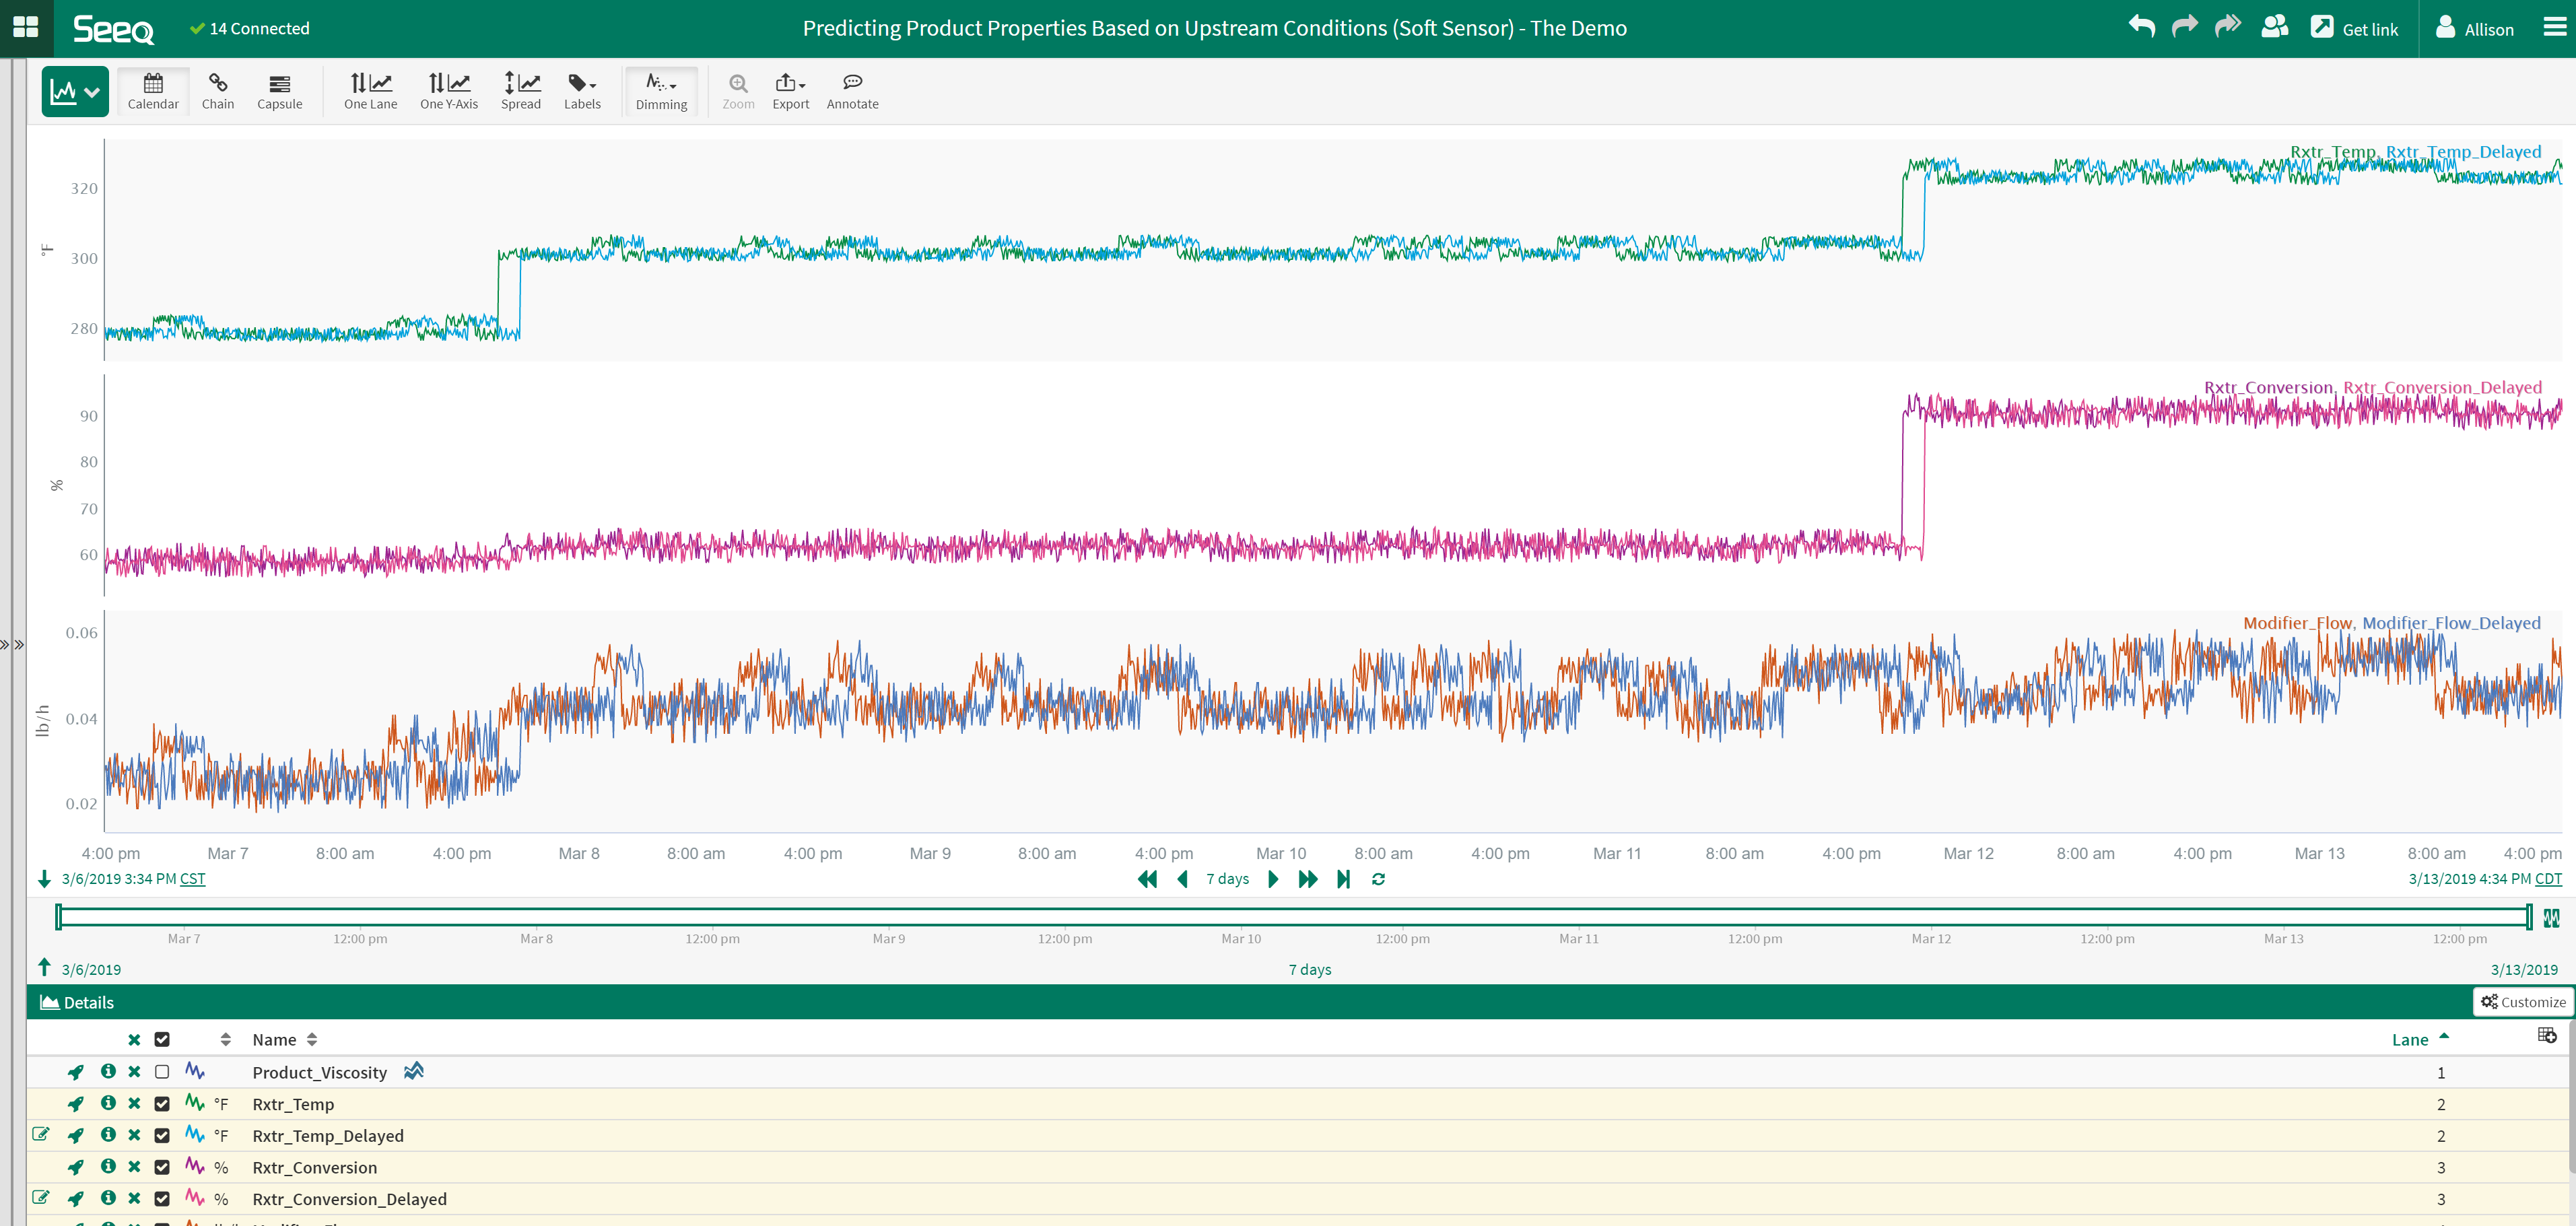 Seeq 14 Connected Predicting Product Properties Based on Upstream Conditions (Soft Sensor) - The Demo Get link Allison
Calendar Chain Capsule One Lane One Y-Axis Spread Labels Dimming Zoom Export Annotate
Rxtr_Temp, Rxtr_Temp_Delayed
320
°F
300
280
Rxtr_Conversion, Rxtr_Conversion_Delayed
90
80
%
70
60
Modifier_Flow, Modifier_Flow_Delayed
0.06
lb/h
0.04
0.02
4:00 pm Mar 7 8:00 am 4:00 pm Mar 8 8:00 am 4:00 pm Mar 9 8:00 am 4:00 pm Mar 10 8:00 am 4:00 pm Mar 11 8:00 am 4:00 pm Mar 12 8:00 am 4:00 pm Mar 13 8:00 am 4:00 pm
3/6/2019 3:34 PM CST 7 days 3/13/2019 4:34 PM CDT
Mar 7 12:00 pm Mar 8 12:00 pm Mar 9 12:00 pm Mar 10 12:00 pm Mar 11 12:00 pm Mar 12 12:00 pm Mar 13 12:00 pm
3/6/2019 7 days 3/13/2019
Details Customize
Name Lane
Product_Viscosity 1
°F Rxtr_Temp 2
°F Rxtr_Temp_Delayed 2
% Rxtr_Conversion 3
% Rxtr_Conversion_Delayed 3